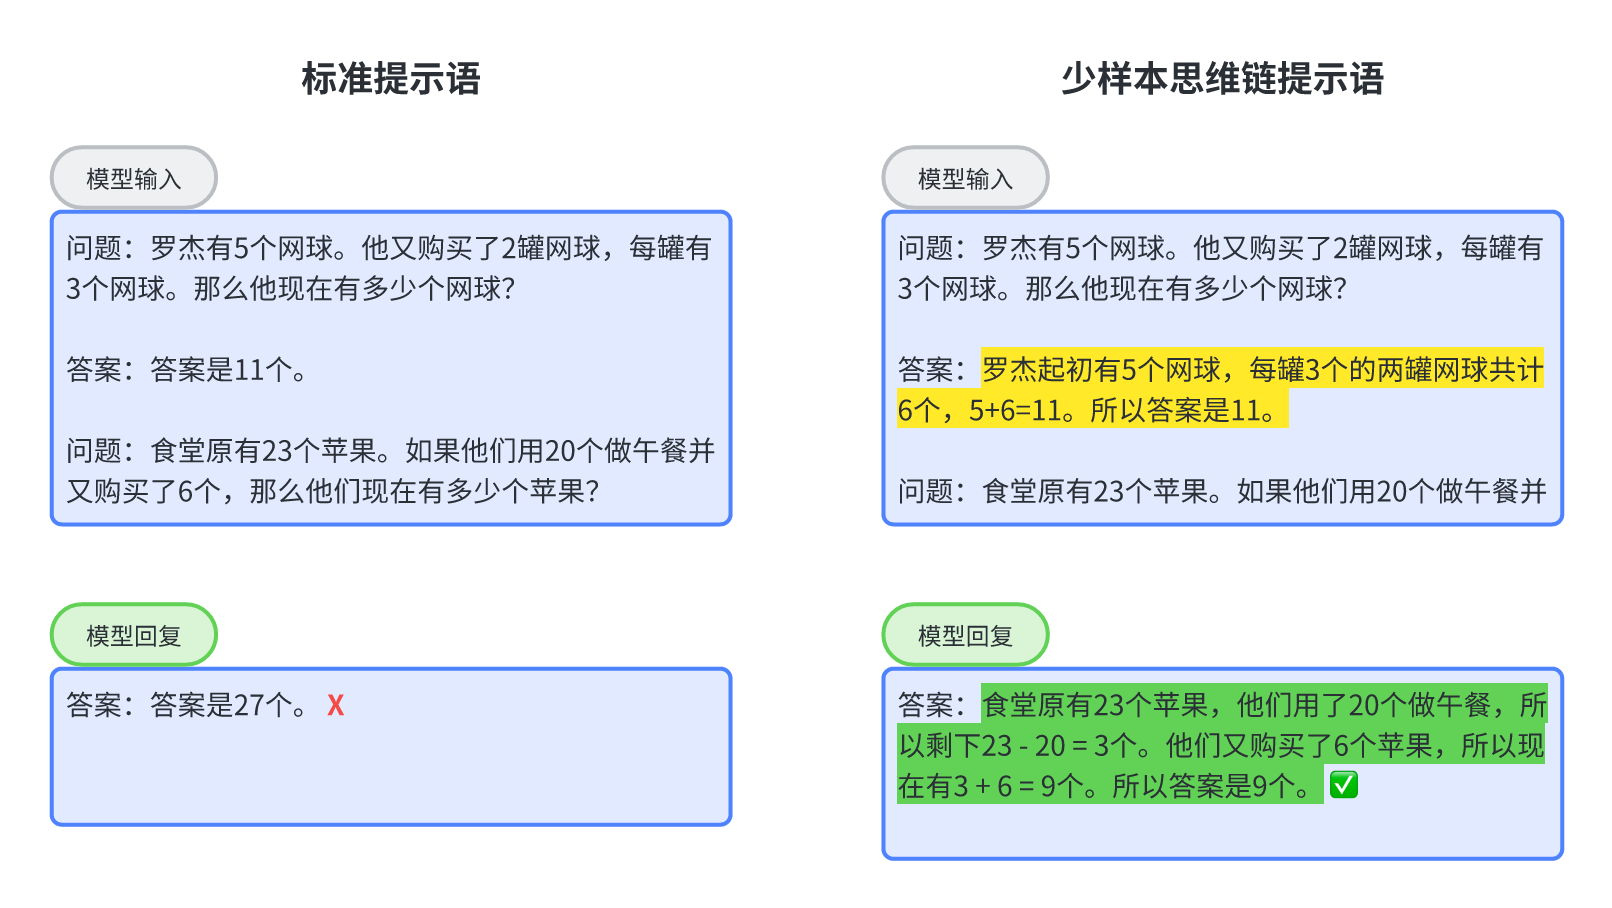 标准提示语
模型输入
问题：罗杰有5个网球。他又购买了2罐网球，每罐有
3个网球。那么他现在有多少个网球？
答案：答案是11个。
问题：食堂原有23个苹果。如果他们用20个做午餐并
又购买了6个，那么他们现在有多少个苹果？
模型回复
答案：答案是27个。 X
少样本思维链提示语
模型输入
问题：罗杰有5个网球。他又购买了2罐网球，每罐有
3个网球。那么他现在有多少个网球？
答案：罗杰起初有5个网球，每罐3个的两罐网球共计
6个，5+6=11。所以答案是11。
问题：食堂原有23个苹果。如果他们用20个做午餐并
模型回复
答案：食堂原有23个苹果，他们用了20个做午餐，所
以剩下23 - 20 = 3个。他们又购买了6个苹果，所以现
在有3 + 6 = 9个。所以答案是9个。 ✅